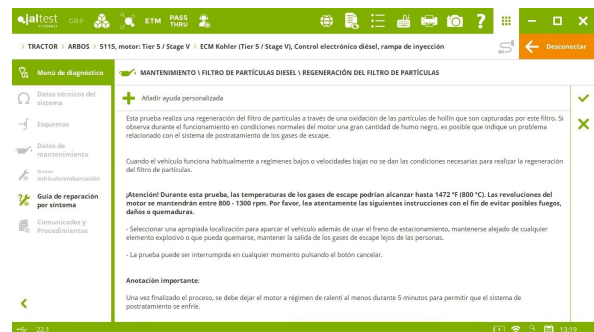 jaltest GRP ETM PASS THRU
> TRACTOR > ARBOS > 5115, motor: Tier 5 / Stage V > ECM Kohler (Tier 5 / Stage V), Control electrónico diésel, rampa de inyección
Desconectar
Menú de diagnóstico
Datos técnicos del
sistema
Esquemas
Datos de
mantenimiento
Datos
vehículo/embarcación
Guía de reparación
por síntoma
Comunicados y
Procedimientos
MANTENIMIENTO \ FILTRO DE PARTÍCULAS DIESEL \ REGENERACIÓN DEL FILTRO DE PARTÍCULAS
Añadir ayuda personalizada
Esta prueba realiza una regeneración del filtro de partículas a través de una oxidación de las partículas de hollín que son capturadas por este filtro. Si
observa durante el funcionamiento en condiciones normales del motor una gran cantidad de humo negro, es posible que indique un problema
relacionado con el sistema de postratamiento de los gases de escape.
Cuando el vehículo funciona habitualmente a regímenes bajos o velocidades bajas no se dan las condiciones necesarias para realizar la regeneración
del filtro de partículas.
¡Atención! Durante esta prueba, las temperaturas de los gases de escape podrían alcanzar hasta 1472 °F (800 °C). Las revoluciones del
motor se mantendrán entre 800 - 1300 rpm. Por favor, lea atentamente las siguientes instrucciones con el fin de evitar posibles fuegos,
daños o quemaduras.
- Seleccionar una apropiada localización para aparcar el vehículo además de usar el freno de estacionamiento, mantenerse alejado de cualquier
elemento explosivo o que pueda quemarse, mantener la salida de los gases de escape lejos de las personas.
- La prueba puede ser interrumpida en cualquier momento pulsando el botón cancelar.
Anotación importante:
Una vez finalizado el proceso, se debe dejar el motor a régimen de ralentí al menos durante 5 minutos para permitir que el sistema de
postratamiento se enfríe.
22.1
13:19